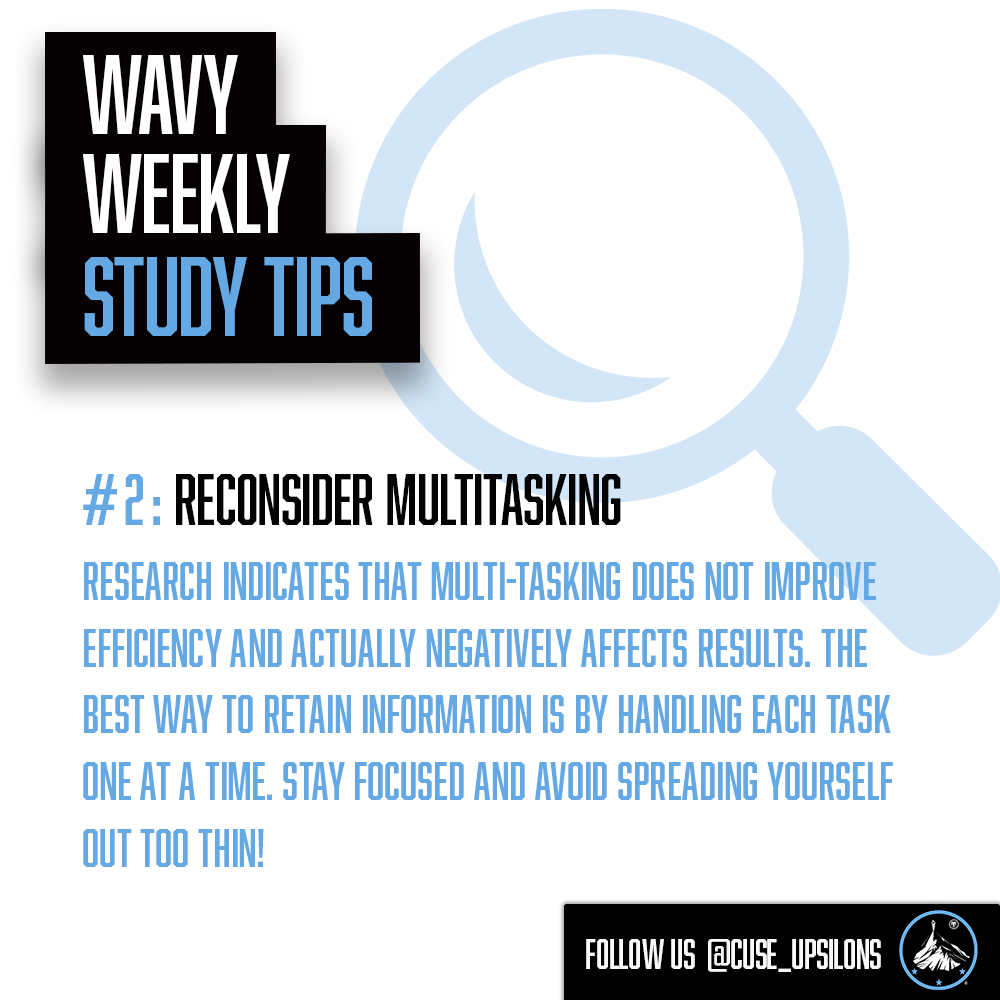 WAVY
WEEKLY
STUDY TIPS
#2: RECONSIDER MULTITASKING
RESEARCH INDICATES THAT MULTI-TASKING DOES NOT IMPROVE
EFFICIENCY AND ACTUALLY NEGATIVELY AFFECTS RESULTS. THE
BEST WAY TO RETAIN INFORMATION IS BY HANDLING EACH TASK
ONE AT A TIME. STAY FOCUSED AND AVOID SPREADING YOURSELF
OUT TOO THIN!
FOLLOW US @CUSE_UPSILONS